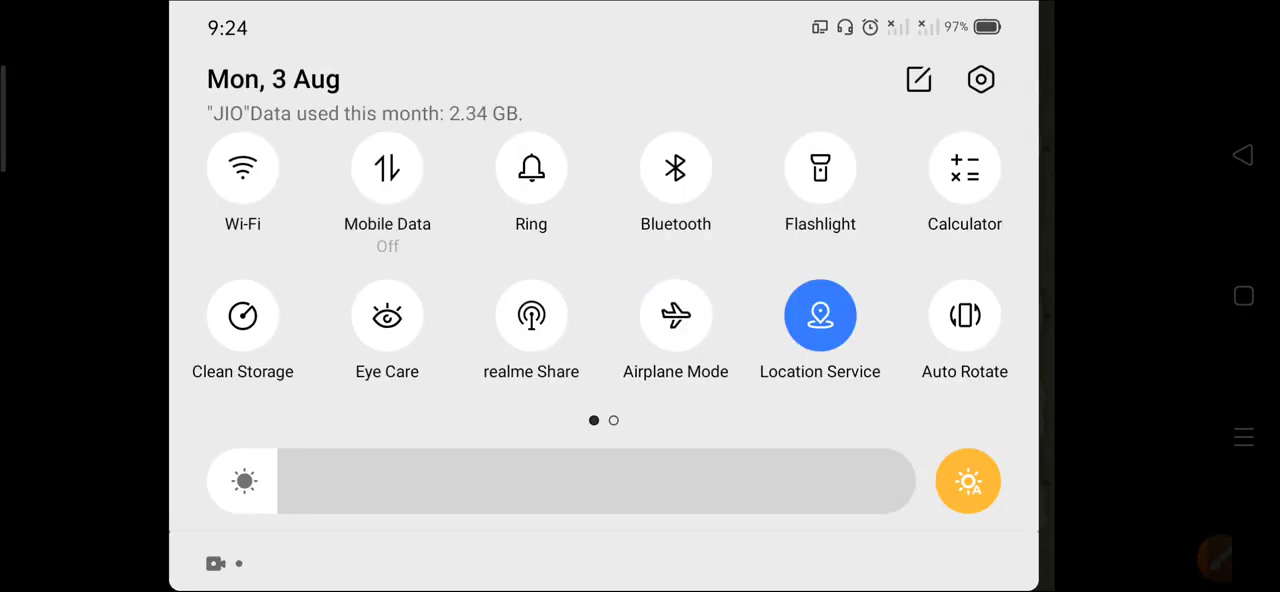 9:24
97%
Mon, 3 Aug
"JIO"Data used this month: 2.34 GB.
Wi-Fi
Mobile Data
Off
Ring
Bluetooth
Flashlight
Calculator
Clean Storage
Eye Care
realme Share
Airplane Mode
Location Service
Auto Rotate
A